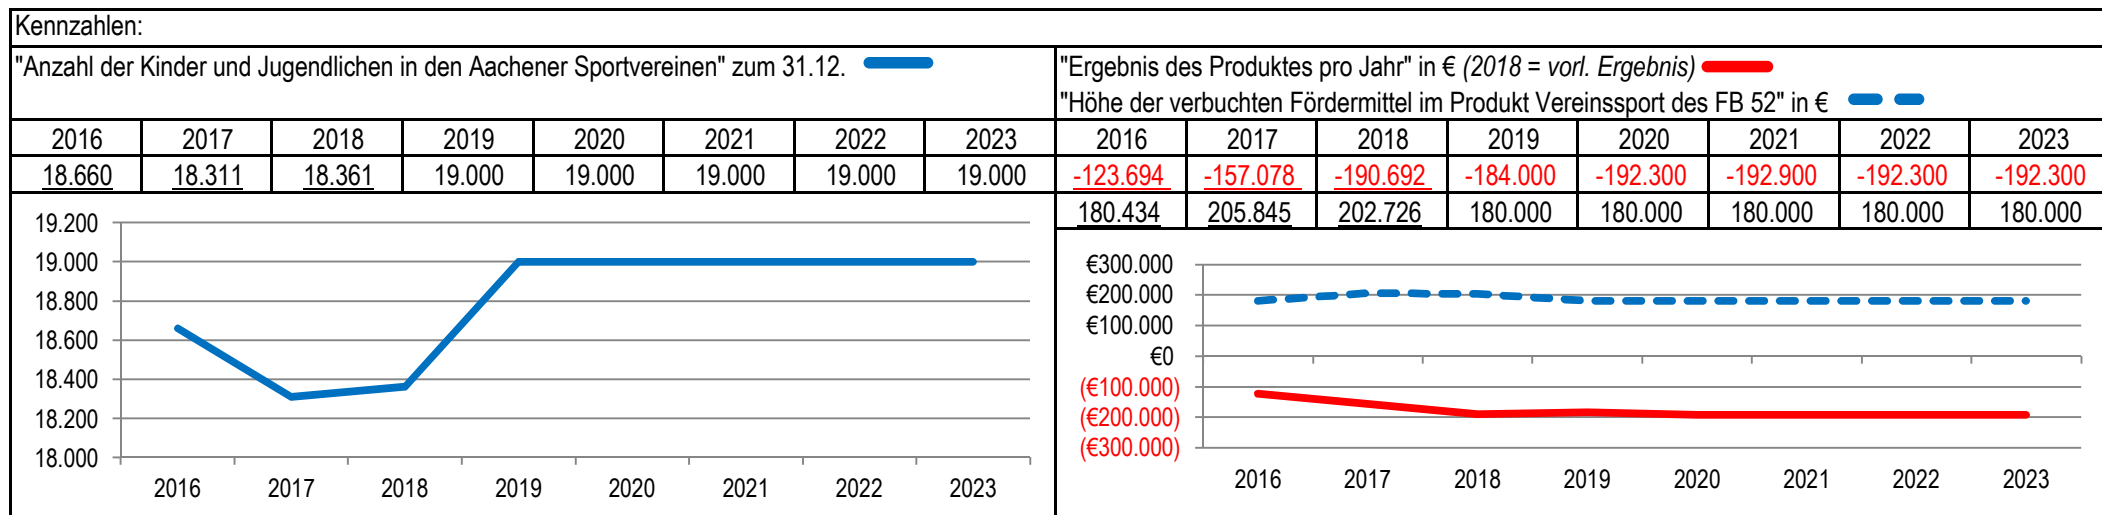 Kennzahlen:
"Anzahl der Kinder und Jugendlichen in den Aachener Sportvereinen" zum 31.12.
2016 2017 2018 2019 2020 2021 2022 2023
18.660 18.311 18.361 19.000 19.000 19.000 19.000 19.000
19.200
19.000
18.800
18.600
18.400
18.200
18.000
2016 2017 2018 2019 2020 2021 2022 2023
"Ergebnis des Produktes pro Jahr" in € (2018 = vorl. Ergebnis)
"Höhe der verbuchten Fördermittel im Produkt Vereinssport des FB 52" in €
2016 2017 2018 2019 2020 2021 2022 2023
-123.694 -157.078 -190.692 -184.000 -192.300 -192.900 -192.300 -192.300
180.434 205.845 202.726 180.000 180.000 180.000 180.000 180.000
€300.000
€200.000
€100.000
€0
(€100.000)
(€200.000)
(€300.000)
2016 2017 2018 2019 2020 2021 2022 2023